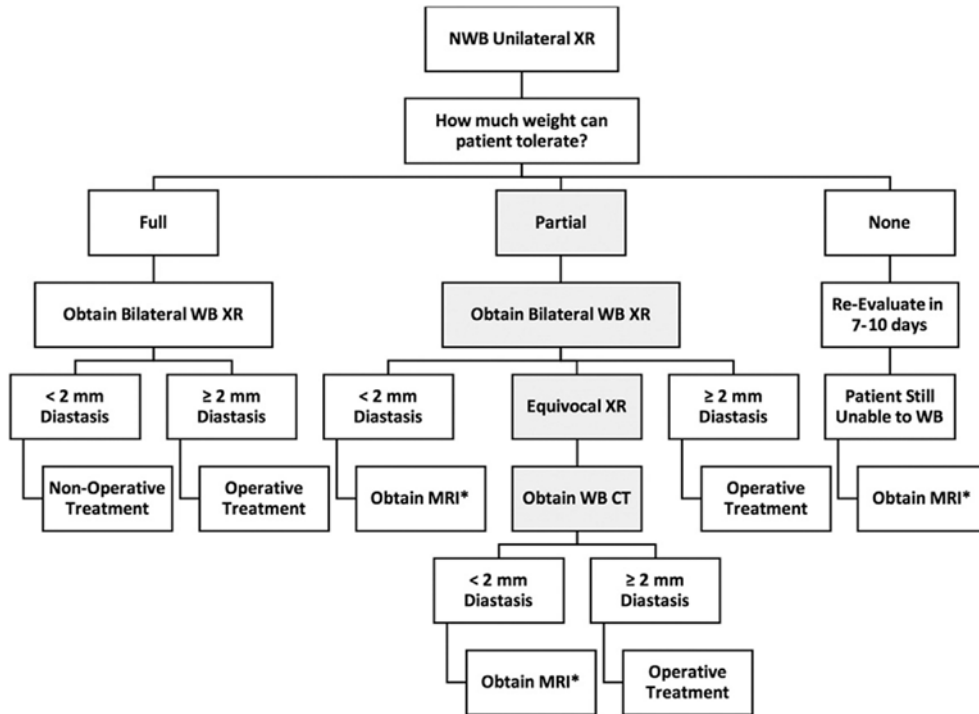 NWB Unilateral XR
How much weight can
patient tolerate?
Full
Partial
None
Obtain Bilateral WB XR
Obtain Bilateral WB XR
Re-Evaluate in
7-10 days
< 2 mm
Diastasis
≥ 2 mm
Diastasis
< 2 mm
Diastasis
Equivocal XR
≥ 2 mm
Diastasis
Patient Still
Unable to WB
Non-Operative
Treatment
Operative
Treatment
Obtain MRI*
Obtain WB CT
Operative
Treatment
Obtain MRI*
< 2 mm
Diastasis
≥ 2 mm
Diastasis
Obtain MRI*
Operative
Treatment